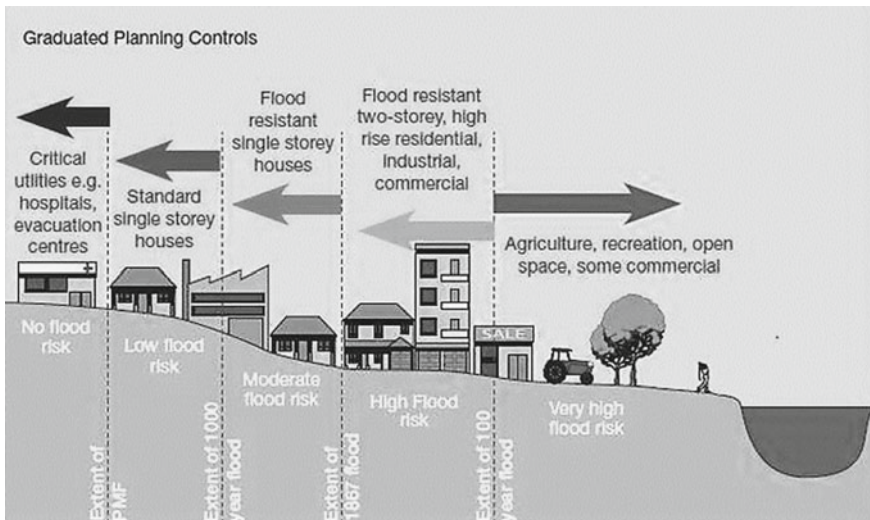 Graduated Planning Controls
Critical
utilities e.g.
hospitals,
evacuation
centres
Standard
single storey
houses
Flood
resistant
single storey
houses
Flood resistant
two-storey, high
rise residential,
industrial,
commercial
Agriculture, recreation, open
space, some commercial
SALE
No flood
risk
Low flood
risk
Moderate
flood risk
High Flood
risk
Very high
flood risk
Extent of
PMF
Extent of 1000
year flood
Extent of
1867 flood
Extent of 100
year flood